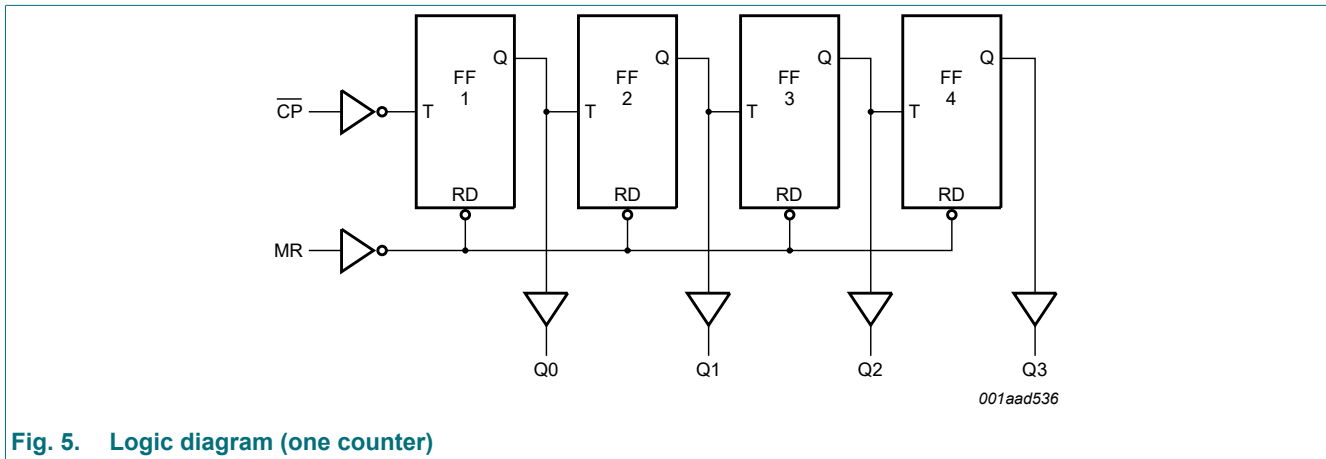 Q Q Q Q
FF FF FF FF
1 2 3 4
C̅P̅ T T T T
RD RD RD RD
MR
Q0 Q1 Q2 Q3
001aad536
Fig. 5. Logic diagram (one counter)